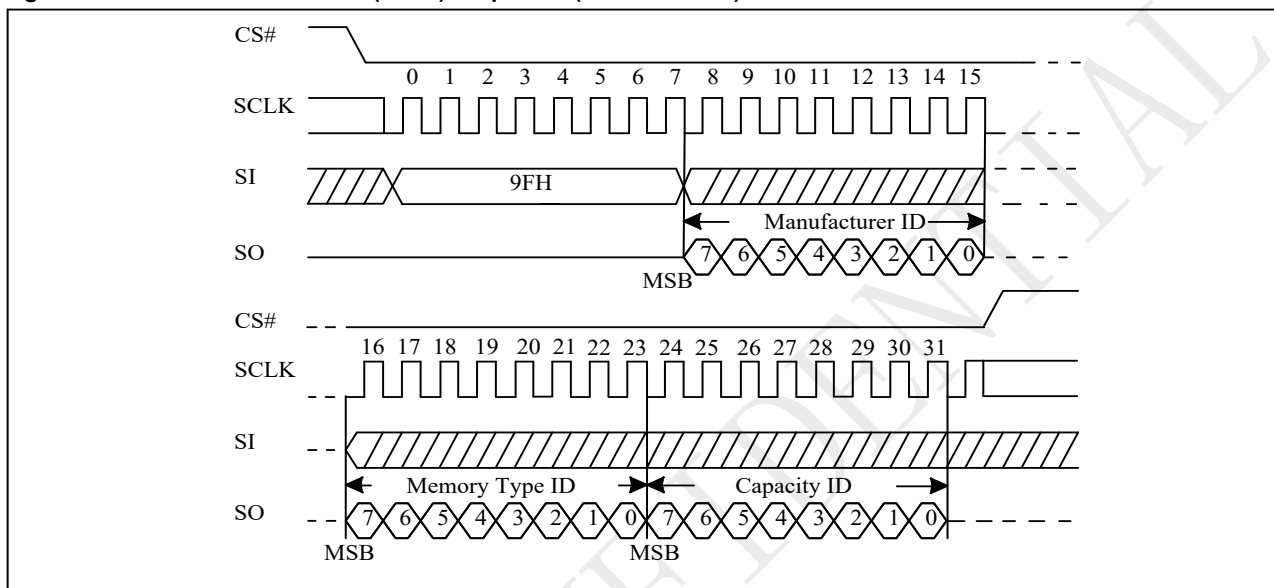 CS#
0 1 2 3 4 5 6 7 8 9 10 11 12 13 14 15
SCLK
SI
9FH
Manufacturer ID
SO
7 6 5 4 3 2 1 0
MSB
CS#
16 17 18 19 20 21 22 23 24 25 26 27 28 29 30 31
SCLK
SI
Memory Type ID Capacity ID
SO
7 6 5 4 3 2 1 0 7 6 5 4 3 2 1 0
MSB MSB